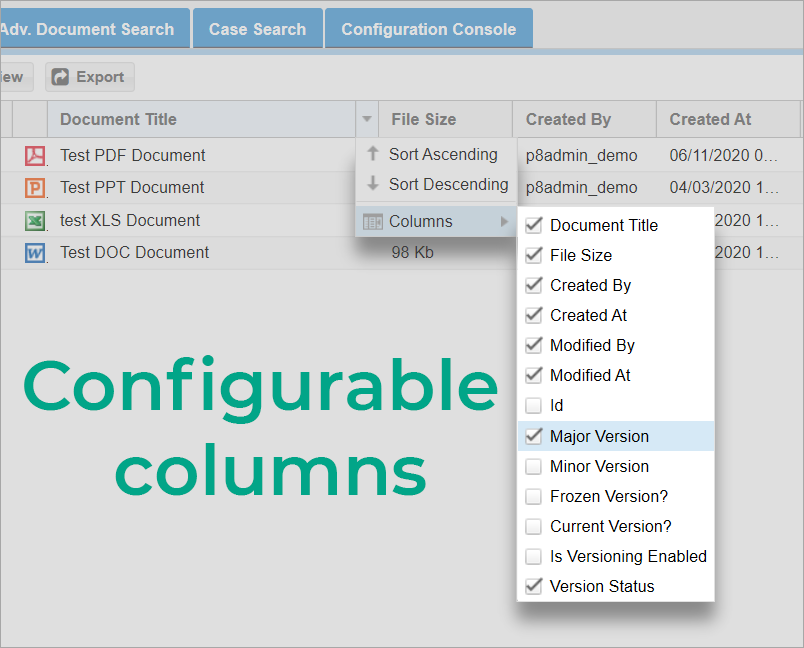 Adv. Document Search Case Search Configuration Console
iew Export
Document Title File Size Created By Created At
Test PDF Document p8admin_demo 06/11/2020 0...
Test PPT Document p8admin_demo 04/03/2020 1...
test XLS Document 2020 1...
Test DOC Document 98 Kb 2020 1...
Sort Ascending
Sort Descending
Columns
Document Title
File Size
Created By
Created At
Modified By
Modified At
Id
Major Version
Minor Version
Frozen Version?
Current Version?
Is Versioning Enabled
Version Status
Configurable
columns